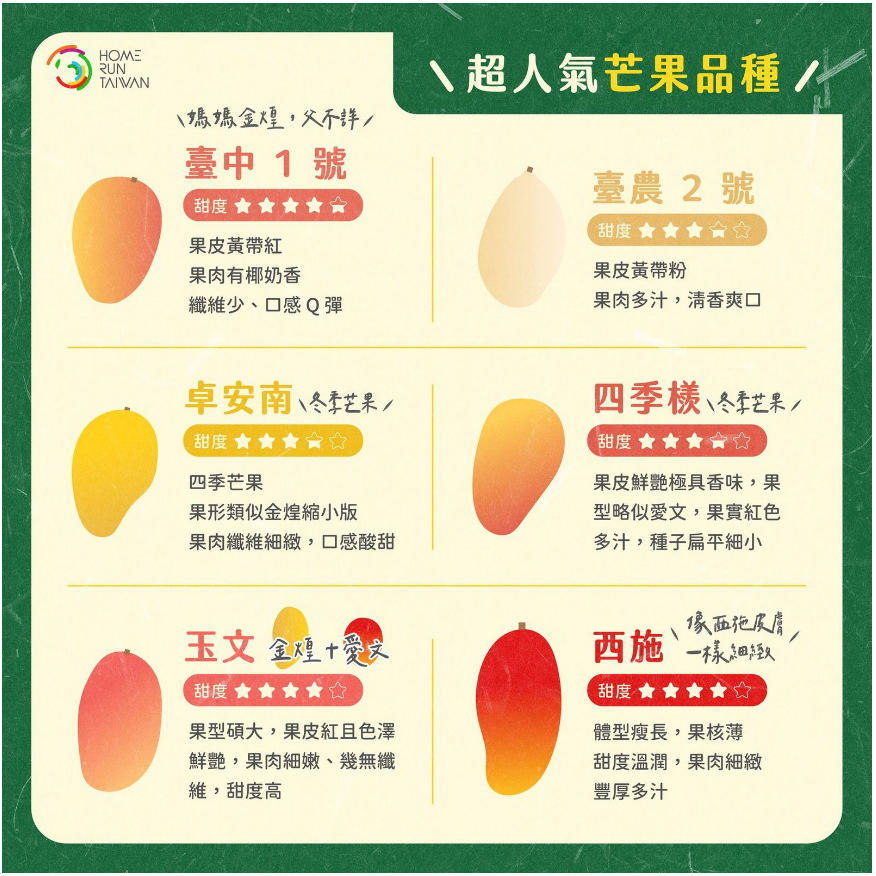 HOME
RUN
TAIWAN
超人氣芒果品種
媽媽金煌，父不詳
臺中 1 號
甜度
果皮黃帶紅
果肉有椰奶香
纖維少、口感 Q 彈
臺農 2 號
甜度
果皮黃帶粉
果肉多汁，清香爽口
卓安南
冬季芒果
甜度
四季芒果
果形類似金煌縮小版
果肉纖維細緻，口感酸甜
四季檨
冬季芒果
甜度
果皮鮮艷極具香味，果
型略似愛文，果實紅色
多汁，種子扁平細小
玉文
金煌+愛文
甜度
果型碩大，果皮紅且色澤
鮮艷，果肉細嫩、幾無纖
維，甜度高
西施
像西施皮膚
一樣細緻
甜度
體型瘦長，果核薄
甜度溫潤，果肉細緻
豐厚多汁